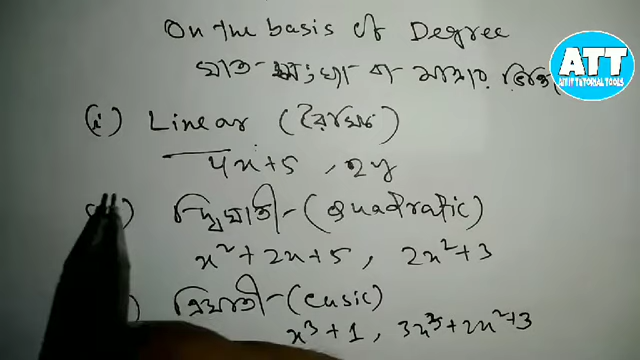 On the basis of Degree
ঘাত-সংখ্যা বা মাত্রার
ATT
(i) Linear (রৈখিক)
4x+5 , 2y
দ্বিঘাতী-(Quadratic)
x²+2x+5 , 2x²+3
ত্রিঘাতী-(Cubic)
x³+1 , 3x³+2x²+3